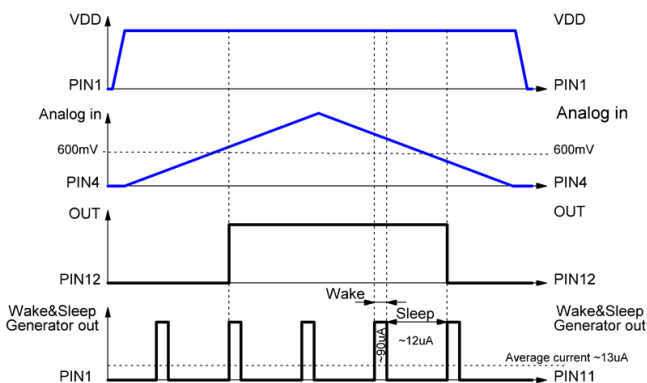 VDD VDD
PIN1 PIN1
Analog in Analog in
600mV 600mV
PIN4 PIN4
OUT OUT
PIN12 PIN12
Wake
Wake&Sleep Sleep Wake&Sleep
Generator out Generator out
~90uA ~12uA
Average current ~13uA
PIN1 PIN11